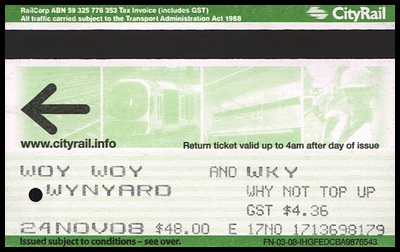 RailCorp ABN 59 325 778 353 Tax Invoice (includes GST)
All traffic carried subject to the Transport Administration Act 1988
CityRail
www.cityrail.info
Return ticket valid up to 4am after day of issue
WOY WOY AND WKY
WYNYARD WHY NOT TOP UP
GST $4.36
24NOV08 $48.00 E 17NO 1713698179
Issued subject to conditions – see over.
FN-03-08-IHGFEDCBA9876543